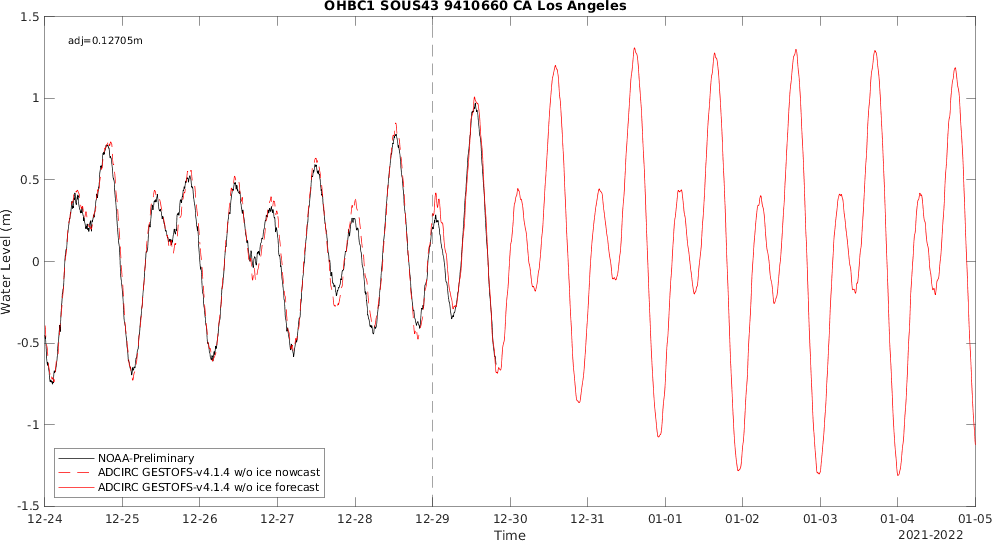 OHBC1 SOUS43 9410660 CA Los Angeles
adj=0.12705m
1.5
1
0.5
0
-0.5
-1
-1.5
Water Level (m)
NOAA-Preliminary
ADCIRC GESTOFS-v4.1.4 w/o ice nowcast
ADCIRC GESTOFS-v4.1.4 w/o ice forecast
12-24 12-25 12-26 12-27 12-28 12-29 12-30 12-31 01-01 01-02 01-03 01-04 01-05
Time
2021-2022